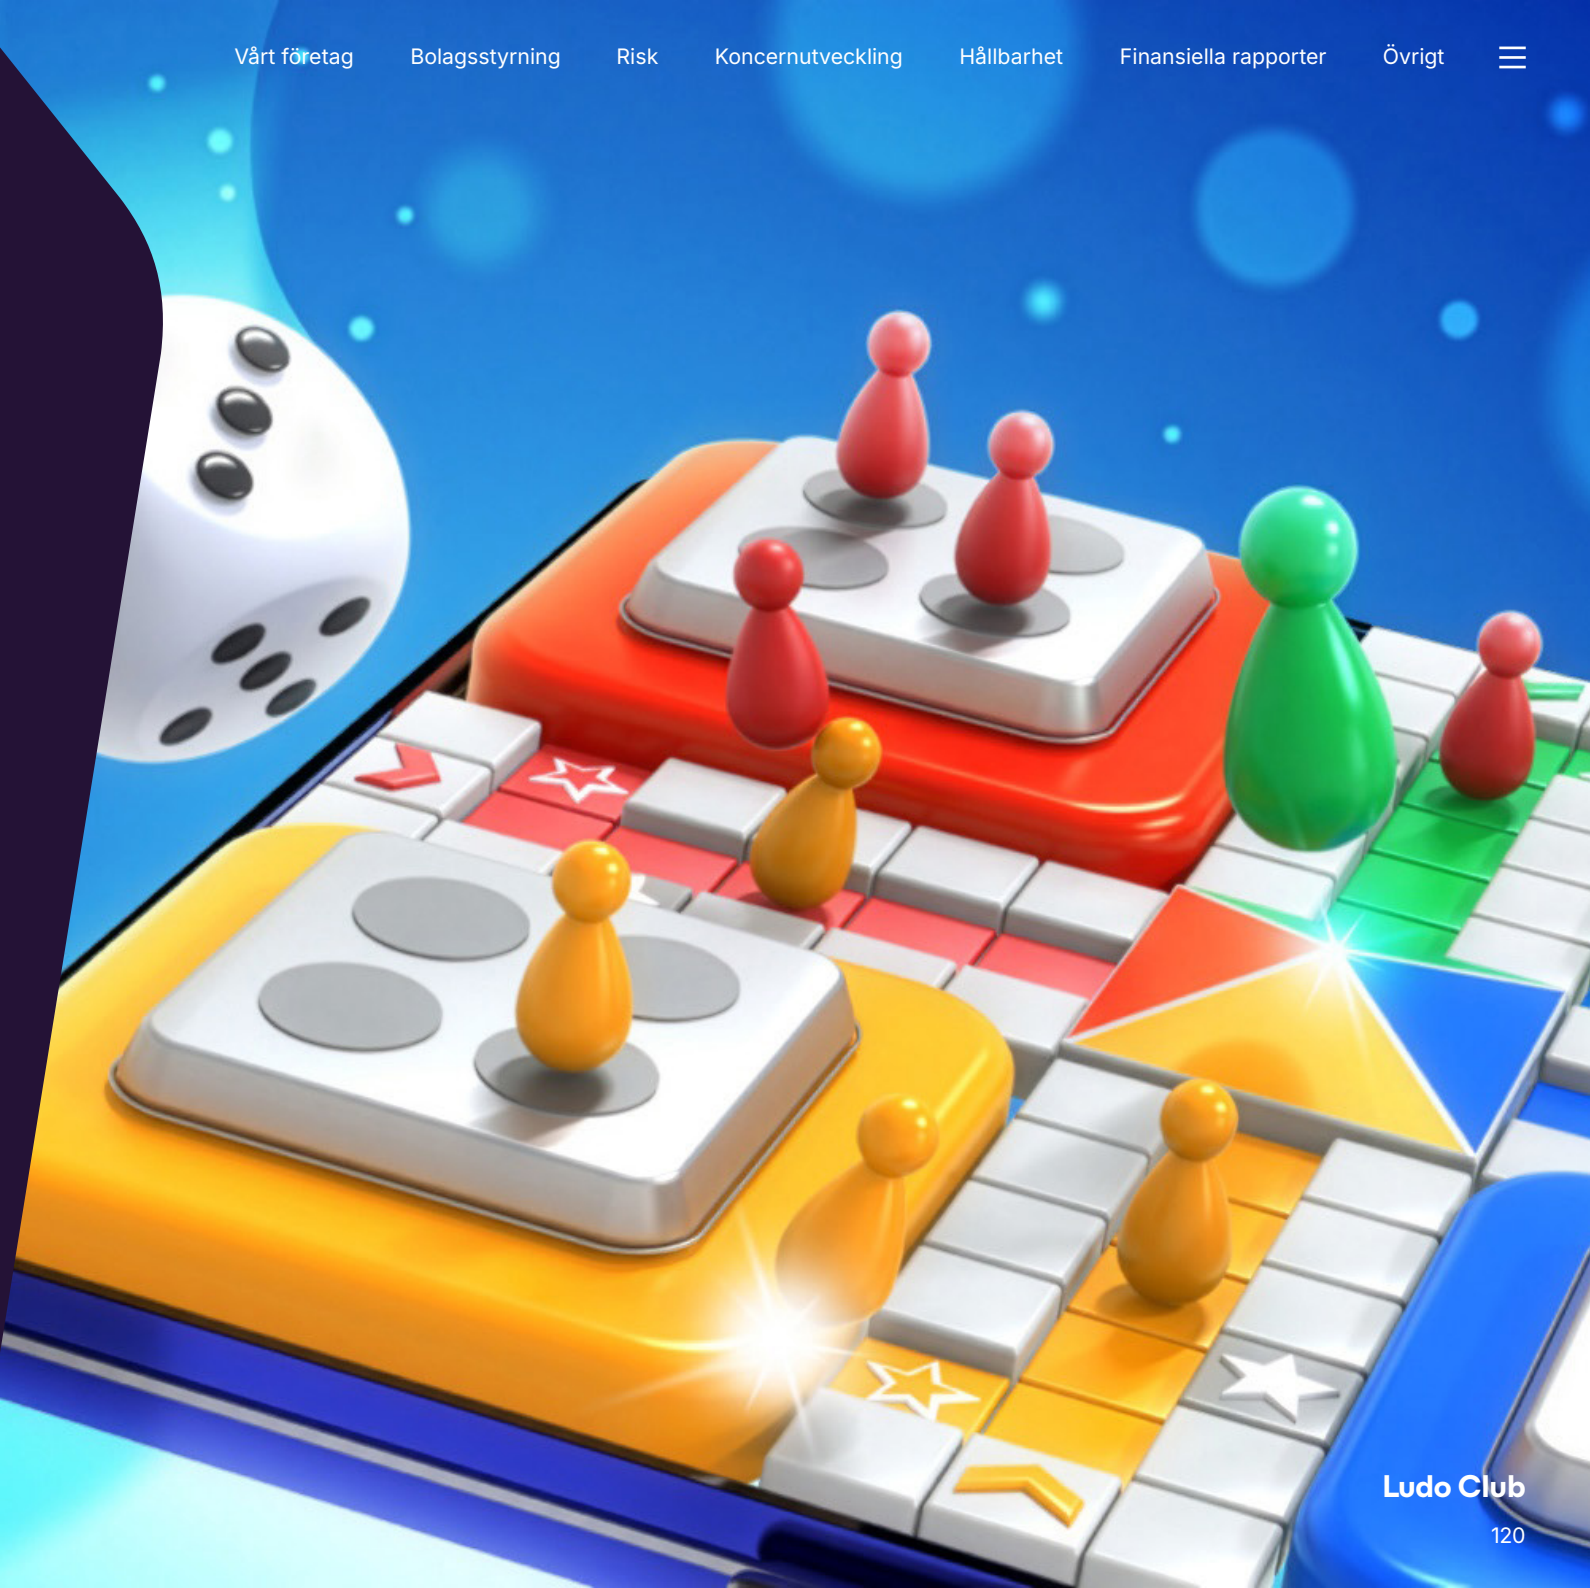 Vårt företag Bolagsstyrning Risk Koncernutveckling Hållbarhet Finansiella rapporter Övrigt
Ludo Club
120